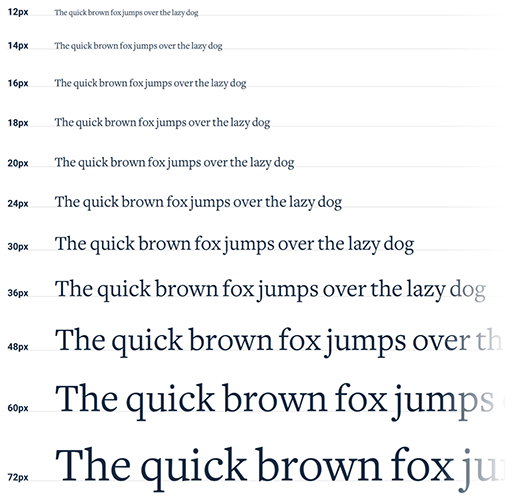 12px The quick brown fox jumps over the lazy dog
14px The quick brown fox jumps over the lazy dog
16px The quick brown fox jumps over the lazy dog
18px The quick brown fox jumps over the lazy dog
20px The quick brown fox jumps over the lazy dog
24px The quick brown fox jumps over the lazy dog
30px The quick brown fox jumps over the lazy dog
36px The quick brown fox jumps over the lazy dog
48px The quick brown fox jumps over th
60px The quick brown fox jumps
72px The quick brown fox ju